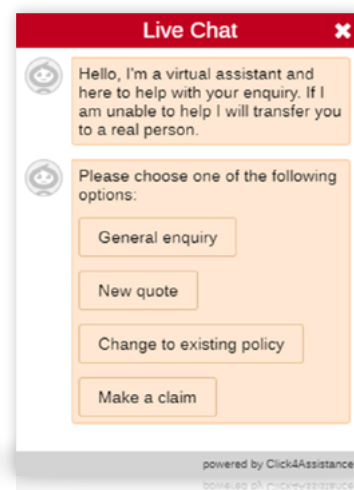 Live Chat
Hello, I'm a virtual assistant and
here to help with your enquiry. If I
am unable to help I will transfer you
to a real person.
Please choose one of the following
options:
General enquiry
New quote
Change to existing policy
Make a claim
powered by Click4Assistance